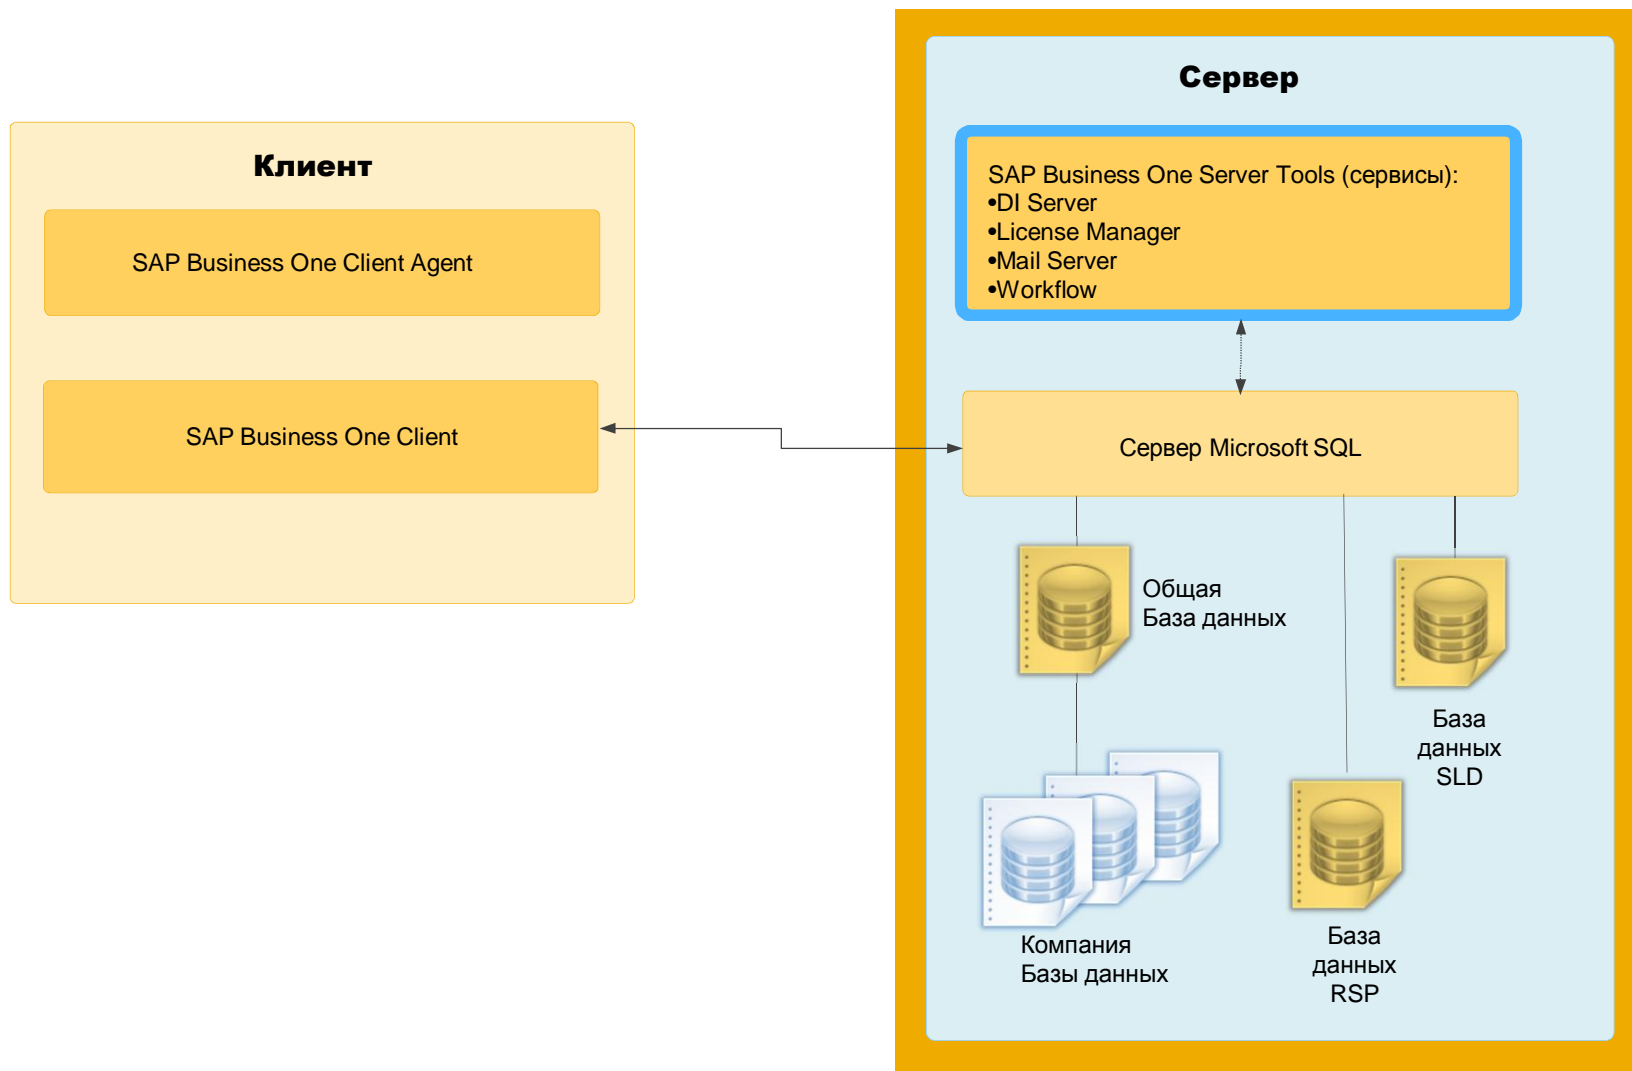 Клиент
SAP Business One Client Agent
SAP Business One Client
Сервер
SAP Business One Server Tools (сервисы):
•DI Server
•License Manager
•Mail Server
•Workflow
Сервер Microsoft SQL
Общая
База данных
База
данных
SLD
Компания
Базы данных
База
данных
RSP